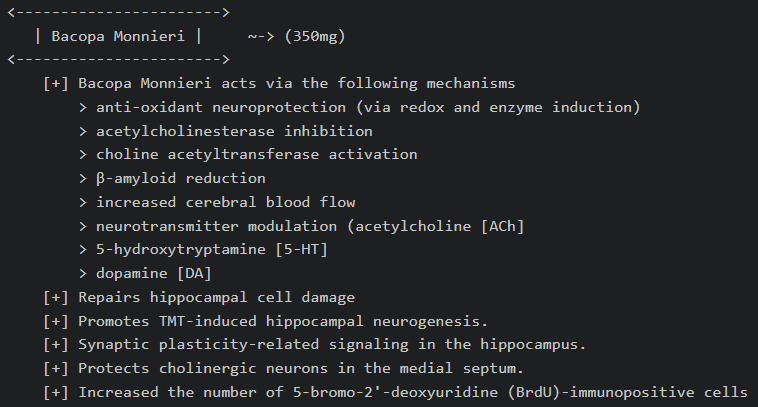 <----------------------->
| Bacopa Monnieri |     ~-> (350mg)
<----------------------->
[+] Bacopa Monnieri acts via the following mechanisms
> anti-oxidant neuroprotection (via redox and enzyme induction)
> acetylcholinesterase inhibition
> choline acetyltransferase activation
> β-amyloid reduction
> increased cerebral blood flow
> neurotransmitter modulation (acetylcholine [ACh]
> 5-hydroxytryptamine [5-HT]
> dopamine [DA]
[+] Repairs hippocampal cell damage
[+] Promotes TMT-induced hippocampal neurogenesis.
[+] Synaptic plasticity-related signaling in the hippocampus.
[+] Protects cholinergic neurons in the medial septum.
[+] Increased the number of 5-bromo-2'-deoxyuridine (BrdU)-immunopositive cells